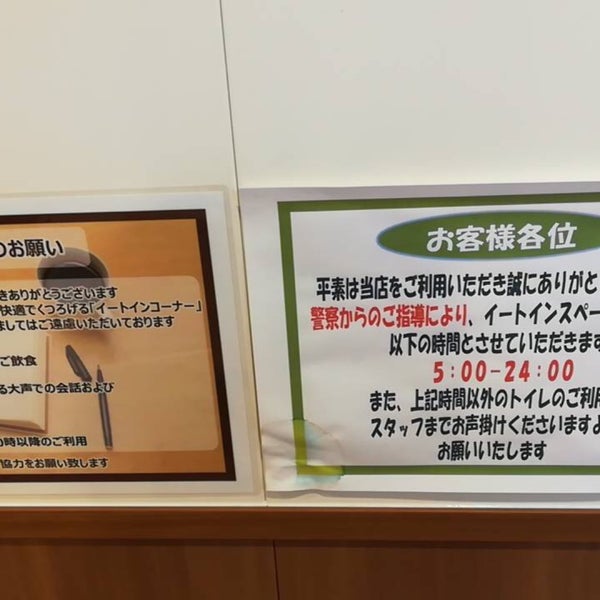 のお願い
きありがとうございます
快適でくつろげる「イートインコーナー」
ましてはご遠慮いただいております
ご飲食
る大声での会話および
の時以降のご利用
協力をお願い致します
お客様各位
平素は当店をご利用いただき誠にありがと
警察からのご指導により、イートインスペー
以下の時間とさせていただきます
5:00-24:00
また、上記時間以外のトイレのご利用
スタッフまでお声掛けくださいますよ
お願いいたします